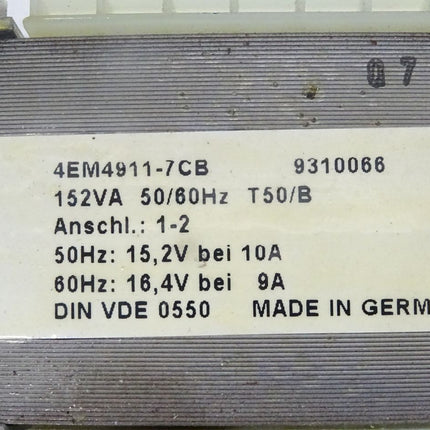 07
4EM4911-7CB 9310066
152VA 50/60Hz T50/B
Anschl.: 1-2
50Hz: 15,2V bei 10A
60Hz: 16,4V bei 9A
DIN VDE 0550 MADE IN GERM